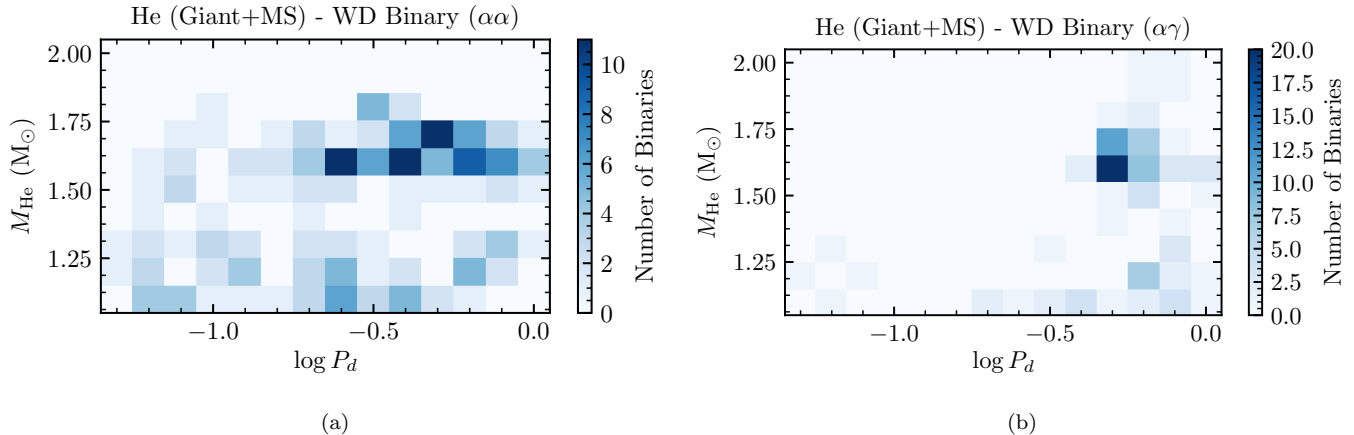 He (Giant+MS) - WD Binary (αα)
2.00
1.75
1.50
1.25
M_He (M_⊙)
−1.0
−0.5
0.0
log P_d
10
8
6
4
2
0
Number of Binaries
(a)
He (Giant+MS) - WD Binary (αγ)
2.00
1.75
1.50
1.25
M_He (M_⊙)
−1.0
−0.5
0.0
log P_d
20.0
17.5
15.0
12.5
10.0
7.5
5.0
2.5
0.0
Number of Binaries
(b)